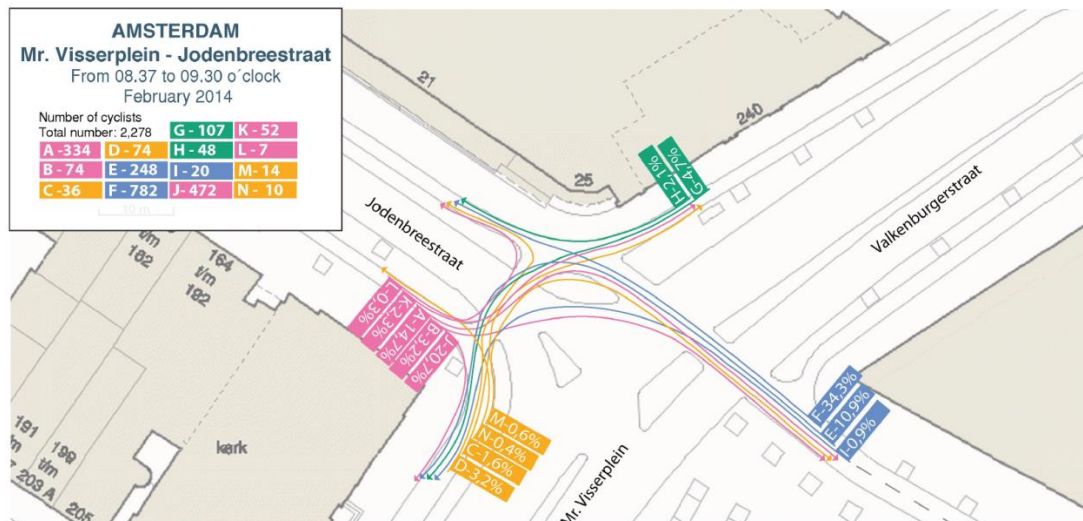 AMSTERDAM
Mr. Visserplein - Jodenbreestraat
From 08.37 to 09.30 o´clock
February 2014
Number of cyclists
Total number: 2,278
G - 107 K - 52
A -334 D - 74 H - 48 L - 7
B - 74 E - 248 I - 20 M- 14
C -36 F - 782 J- 472 N - 10
10 m
21
240
25
H-2,1%
G-4,7%
Jodenbreestraat
Valkenburgerstraat
t/m
182
164
t/m
192
L-0,3%
K-2,3%
A-14,7%
B-3,2%
J-20,7%
F-34,3%
E-10,9%
I-0,9%
M-0,6%
N-0,4%
C-1,6%
D-3,2%
191
t/m
199
t/m
203 A
205
kerk
Mr. Visserplein